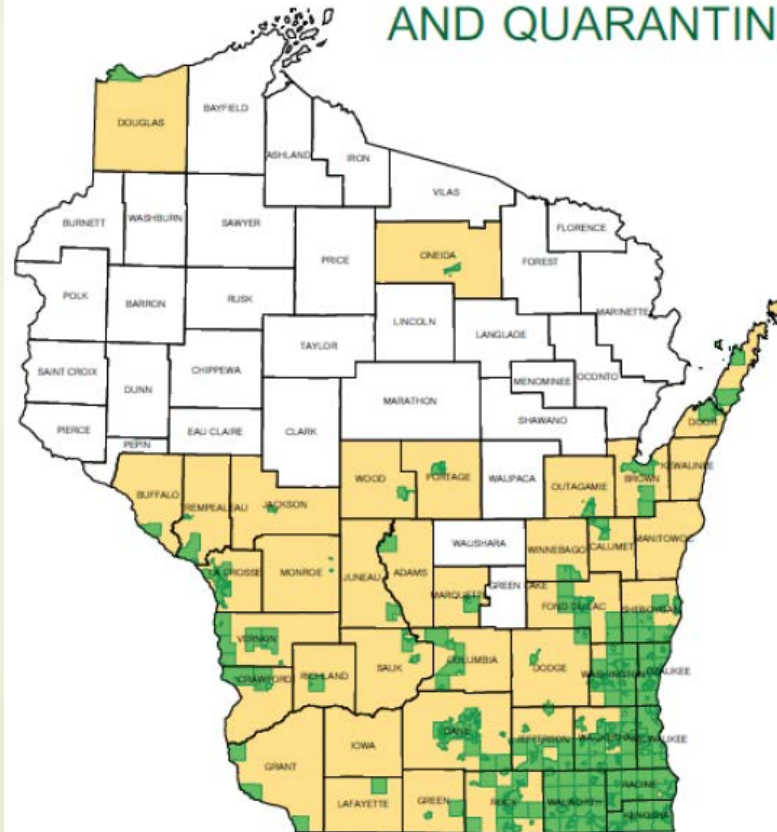 AND QUARANTIN
BAYFIELD
DOUGLAS
ASHLAND
IRON
VILAS
BURNETT
WASHBURN
SAWYER
FLORENCE
PRICE
ONEIDA
FOREST
POLK
BARRON
RUSK
MARINETTE
LINCOLN
LANGLADE
TAYLOR
SAINT CROIX
CHIPPEWA
MENOMINEE
OCONTO
DUNN
MARATHON
PIERCE
EAU CLAIRE
CLARK
SHAWANO
DOOR
PEPIN
WOOD
PORTAGE
WAUPACA
OUTAGAMIE
BROWN
KEWAUNEE
BUFFALO
TREMPEALEAU
JACKSON
WAUSHARA
WINNEBAGO
CALUMET
MANITOWOC
LA CROSSE
MONROE
JUNEAU
ADAMS
MARQUETTE
GREEN LAKE
FOND DU LAC
SHEBOYGAN
VERNON
SAUK
COLUMBIA
DODGE
WASHINGTON
OZAUKEE
CRAWFORD
RICHLAND
DANE
JEFFERSON
WAUKESHA
MILWAUKEE
IOWA
GRANT
LAFAYETTE
GREEN
ROCK
WALWORTH
RACINE
KENOSHA